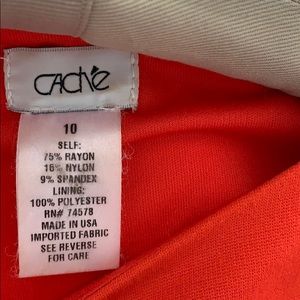 CACHÉ
10
SELF:
75% RAYON
16% NYLON
9% SPANDEX
LINING:
100% POLYESTER
RN# 74578
MADE IN USA
IMPORTED FABRIC
SEE REVERSE
FOR CARE